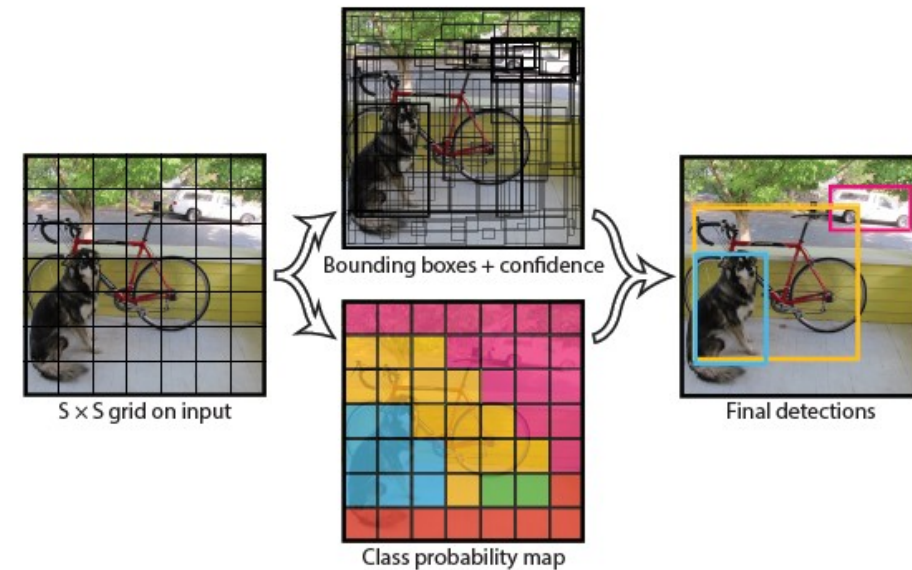 S × S grid on input
Bounding boxes + confidence
Class probability map
Final detections